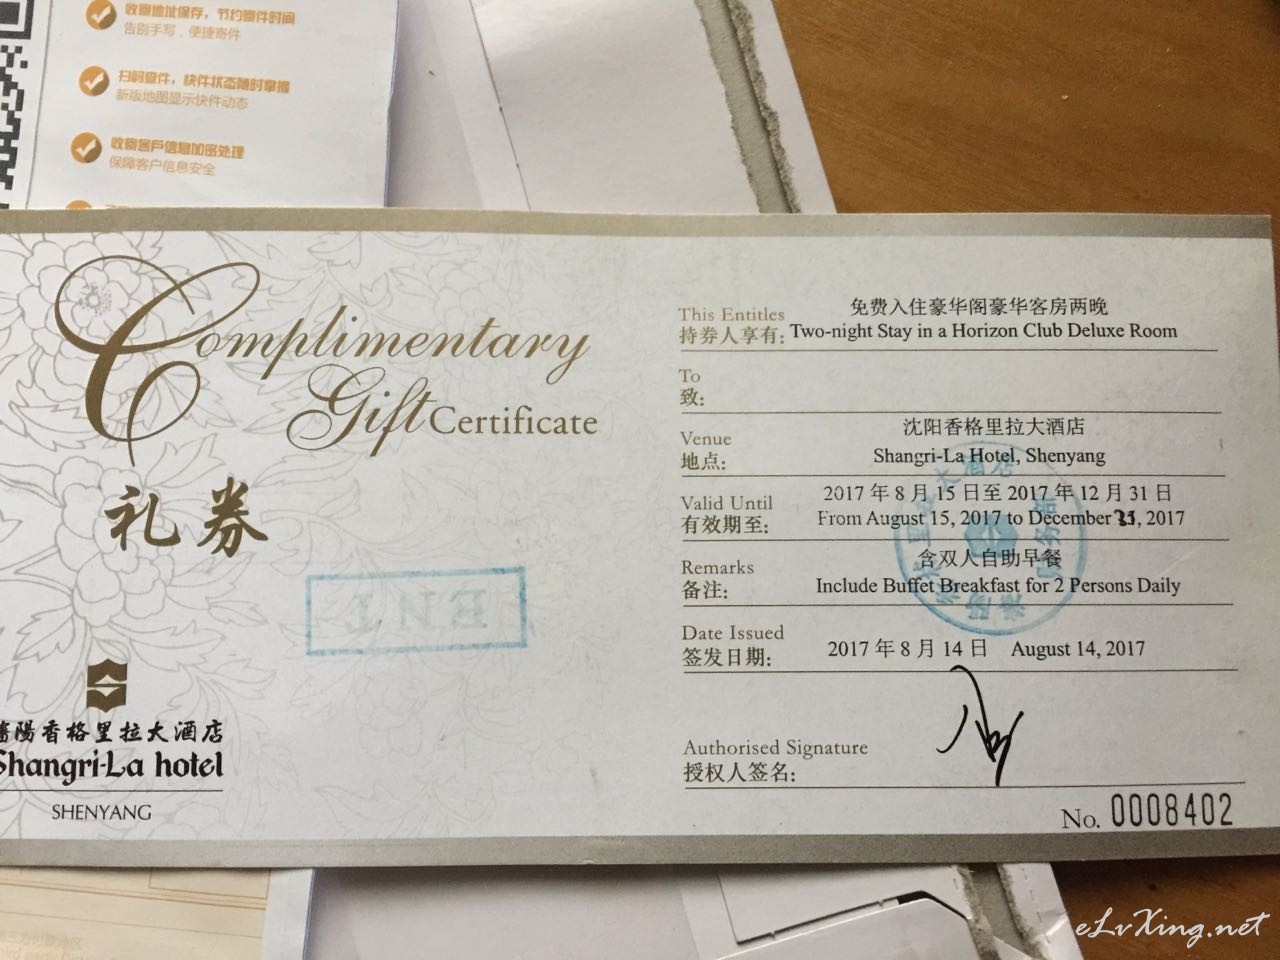 收寄地址保存，节约寄件时间
告别手写，便捷寄件
扫码查件，快件状态随时掌握
新版地图显示快件动态
收寄客户信息加密处理
保障客户信息安全
Complimentary
Gift Certificate
礼券
ENT
陽香格里拉大酒店
Shangri-La hotel
SHENYANG
This Entitles
免费入住豪华阁豪华客房两晚
持券人享有: Two-night Stay in a Horizon Club Deluxe Room
To
致:
Venue
沈阳香格里拉大酒店
地点: Shangri-La Hotel, Shenyang
Valid Until
2017 年 8 月 15 日至 2017 年 12 月 31 日
有效期至: From August 15, 2017 to December 31, 2017
Remarks
含双人自助早餐
备注: Include Buffet Breakfast for 2 Persons Daily
Date Issued
签发日期: 2017 年 8 月 14 日 August 14, 2017
Authorised Signature
授权人签名:
No. 0008402
eLvXing.net